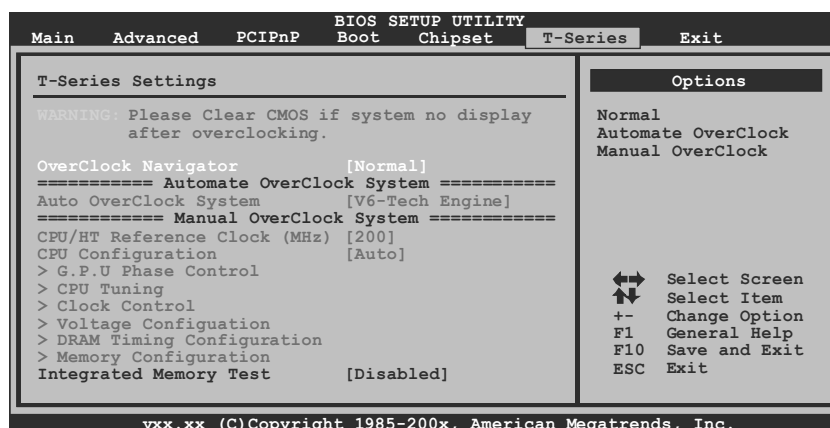 BIOS SETUP UTILITY
Main Advanced PCIPnP Boot Chipset T-Series Exit
T-Series Settings
WARNING: Please Clear CMOS if system no display
after overclocking.
OverClock Navigator [Normal]
=========== Automate OverClock System ===========
Auto OverClock System [V6-Tech Engine]
============ Manual OverClock System ============
CPU/HT Reference Clock (MHz) [200]
CPU Configuration [Auto]
> G.P.U Phase Control
> CPU Tuning
> Clock Control
> Voltage Configuation
> DRAM Timing Configuration
> Memory Configuration
Integrated Memory Test [Disabled]
Options
Normal
Automate OverClock
Manual OverClock
Select Screen
Select Item
+- Change Option
F1 General Help
F10 Save and Exit
ESC Exit
vxx.xx (C)Copyright 1985-200x, American Megatrends, Inc.